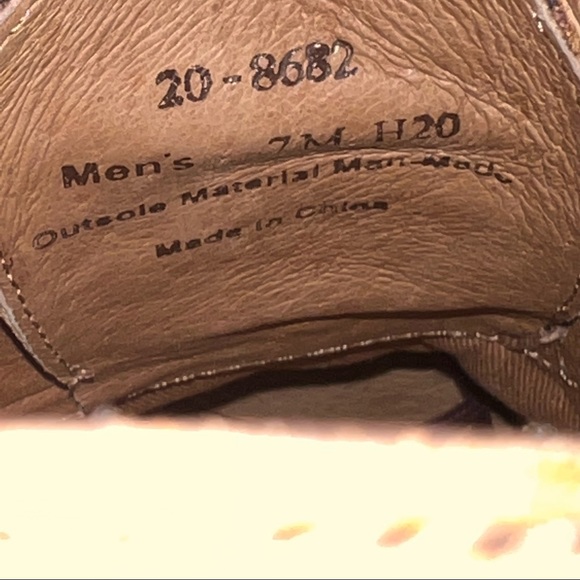 20-8682
Men's 7M H20
Outsole Material Man-Made
Made in China